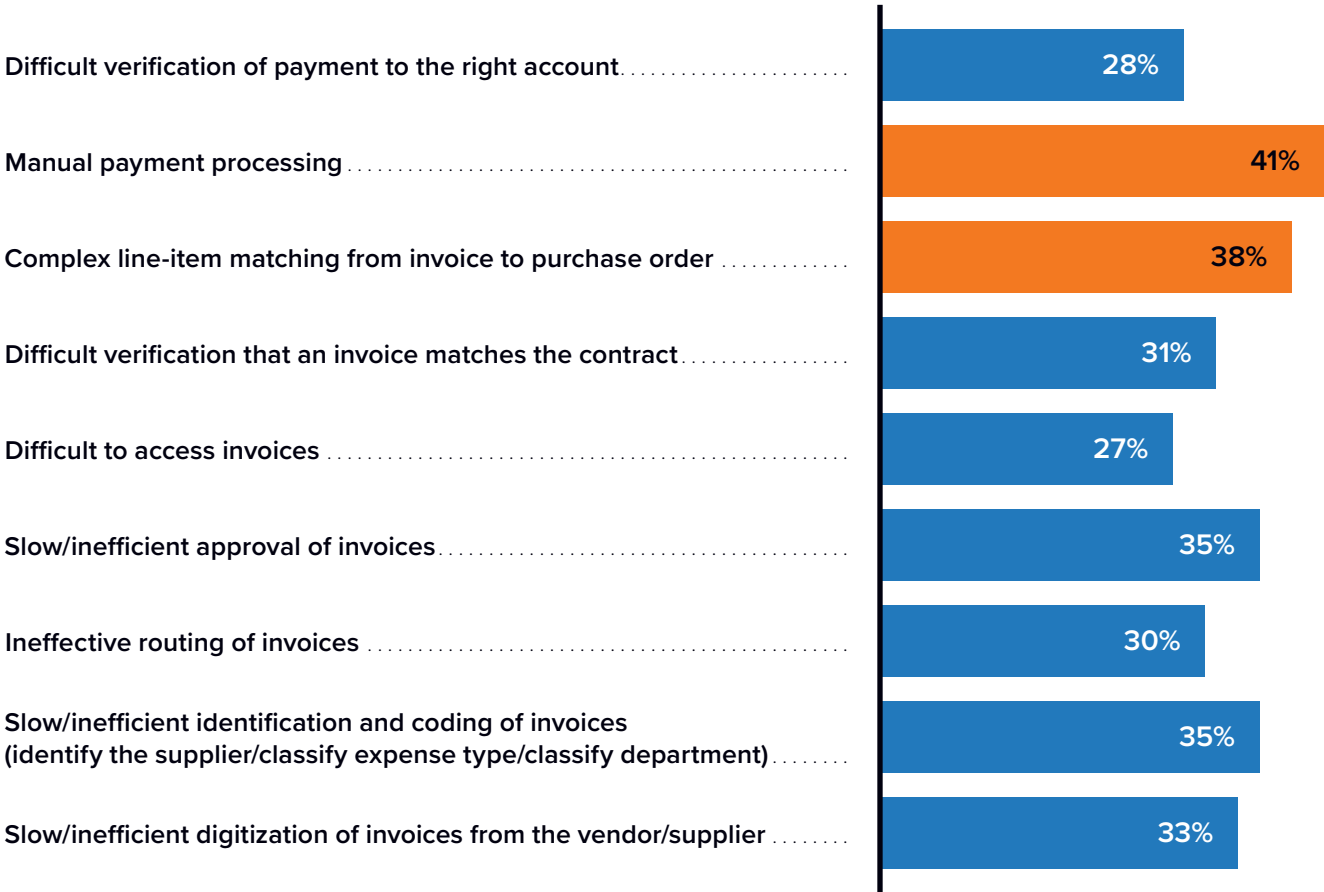 Difficult verification of payment to the right account 28%
Manual payment processing 41%
Complex line-item matching from invoice to purchase order 38%
Difficult verification that an invoice matches the contract 31%
Difficult to access invoices 27%
Slow/inefficient approval of invoices 35%
Ineffective routing of invoices 30%
Slow/inefficient identification and coding of invoices
(identify the supplier/classify expense type/classify department) 35%
Slow/inefficient digitization of invoices from the vendor/supplier 33%